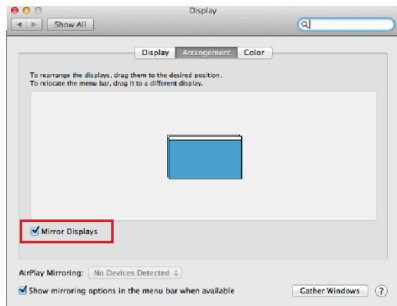 Display
Show All
Display Arrangement Color
To rearrange the displays, drag them to the desired position.
To relocate the menu bar, drag it to a different display.
Mirror Displays
AirPlay Mirroring: No Devices Detected
Show mirroring options in the menu bar when available
Gather Windows ?